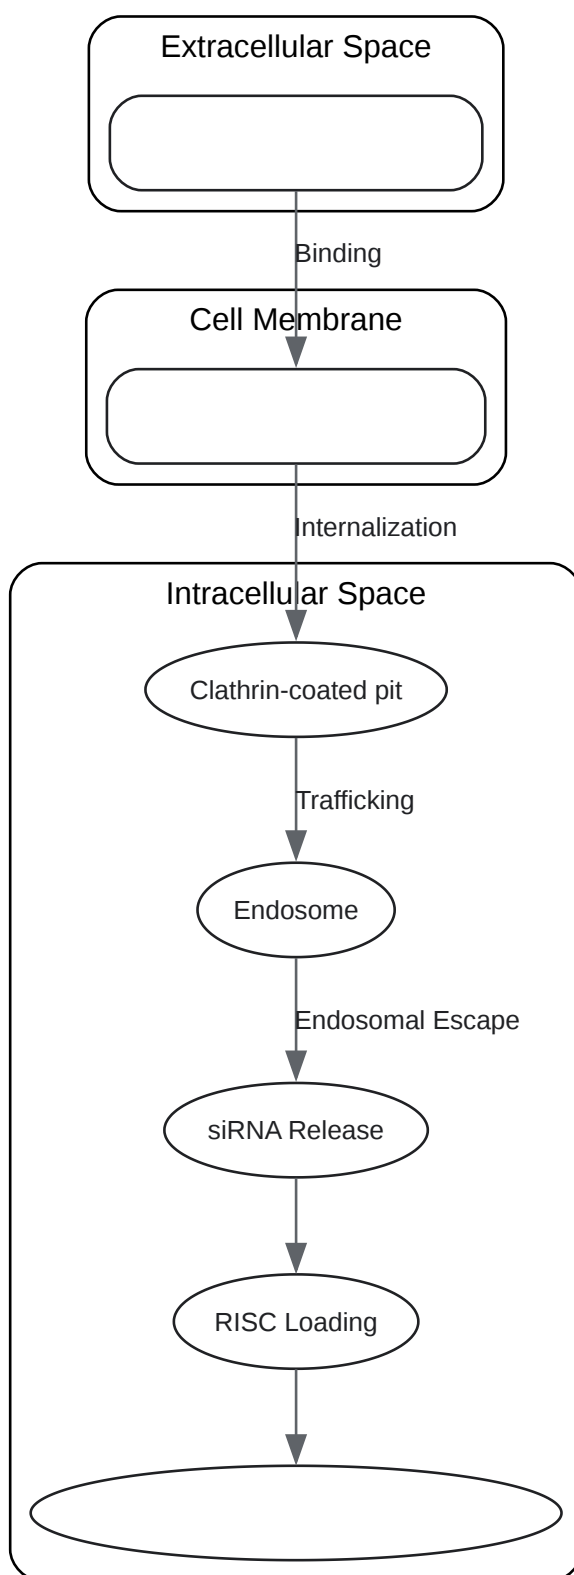 Extracellular Space
Binding
Cell Membrane
Internalization
Intracellular Space
Clathrin-coated pit
Trafficking
Endosome
Endosomal Escape
siRNA Release
RISC Loading